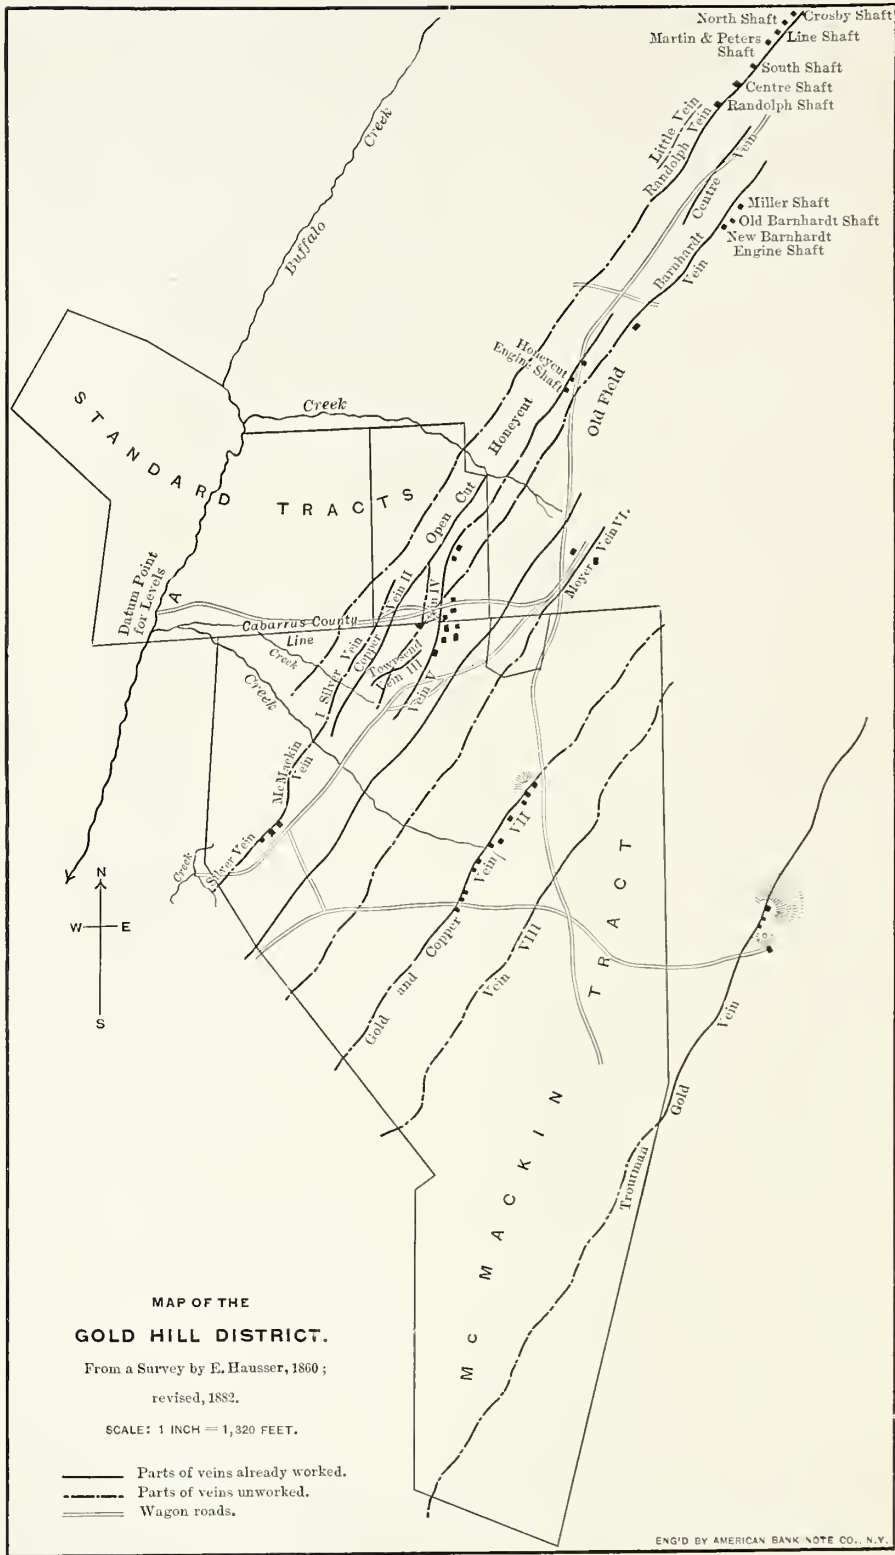 North Shaft
Crosby Shaft
Martin & Peters
Shaft
Line Shaft
South Shaft
Centre Shaft
Randolph Shaft
Little Vein
Randolph Vein
Centre Vein
Miller Shaft
Old Barnhardt Shaft
New Barnhardt
Engine Shaft
Barnhardt
Vein
Buffalo Creek
Honeycut
Engine Shaft
Old Field
Honeycut
Creek
STANDARD TRACTS
Open Cut
Moyer Vein VI.
Datum Point
for Levels
A
Cabarrus County
Line
Creek
Creek
I Silver Vein
Copper Vein II
Vein IV
Townsend
Vein III
Vein V
McMackin
Vein
Silver Vein
Creek
N
W E
S
Gold and Copper Vein VII
Vein VIII
Mc MACKIN TRACT
Troutman Gold Vein
MAP OF THE
GOLD HILL DISTRICT.
From a Survey by E. Hausser, 1860;
revised, 1882.
SCALE: 1 INCH = 1,320 FEET.
Parts of veins already worked.
Parts of veins unworked.
Wagon roads.
ENG'D BY AMERICAN BANK NOTE CO., N.Y.